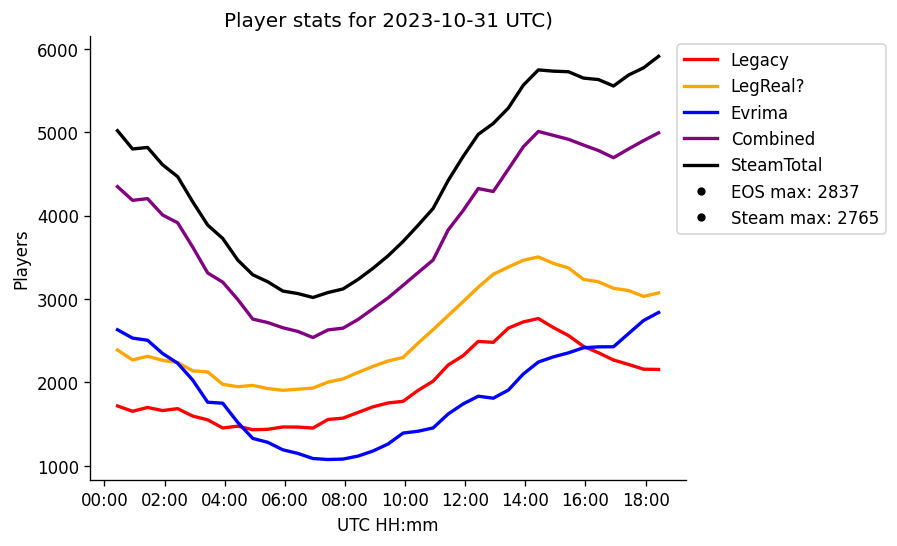 Player stats for 2023-10-31 UTC)
6000
5000
4000
3000
2000
1000
Players
00:00 02:00 04:00 06:00 08:00 10:00 12:00 14:00 16:00 18:00
UTC HH:mm
Legacy
LegReal?
Evrima
Combined
SteamTotal
EOS max: 2837
Steam max: 2765